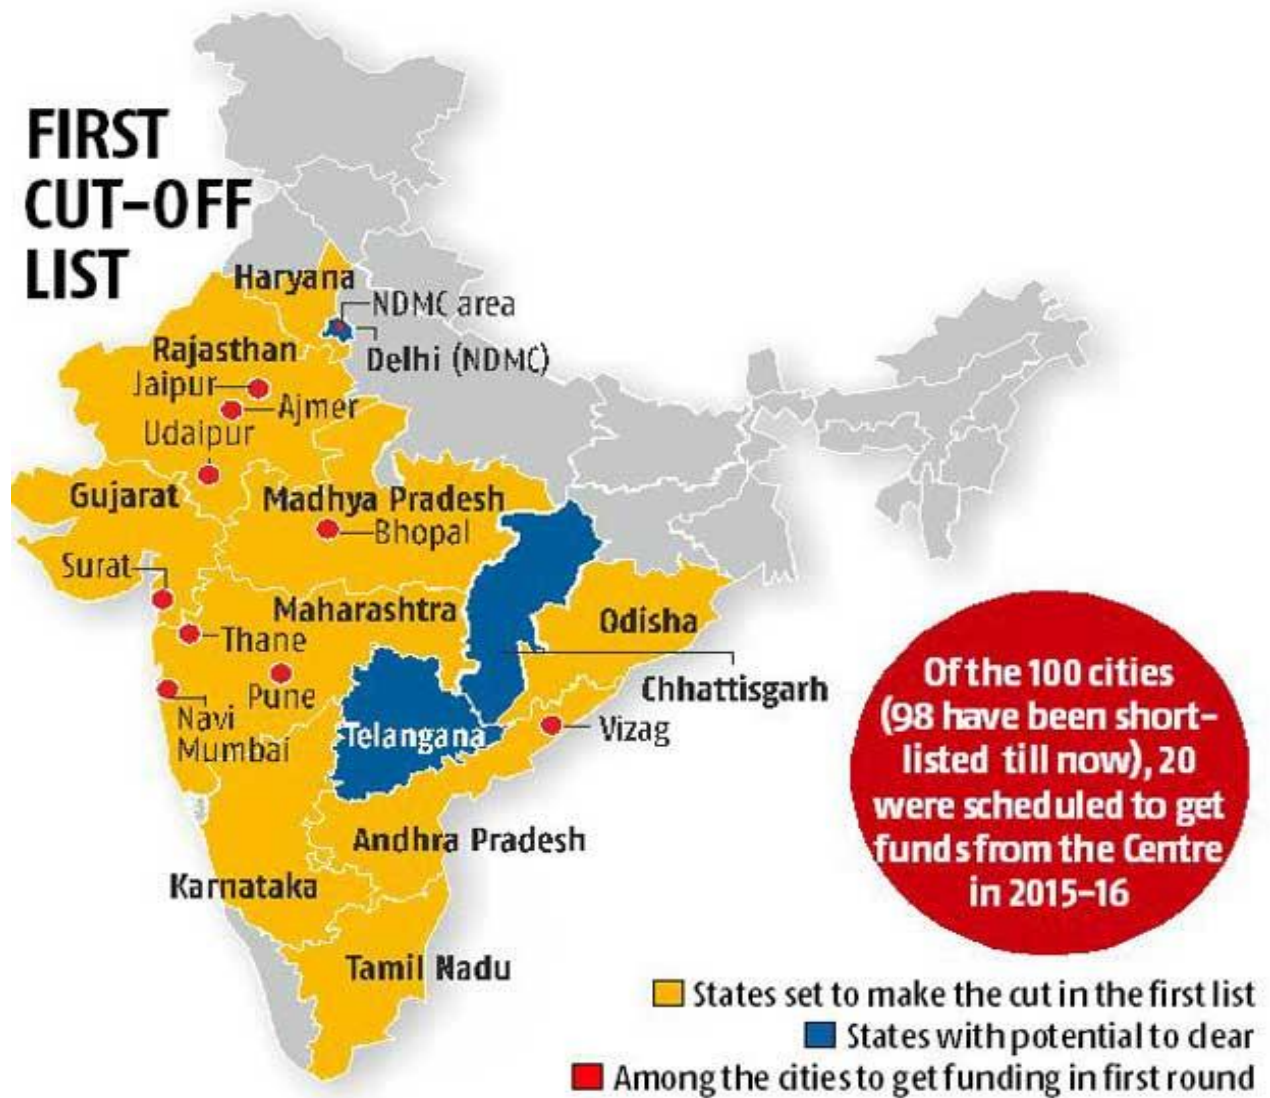 FIRST
CUT-OFF
LIST
Haryana
NDMC area
Delhi (NDMC)
Rajasthan
Jaipur
Ajmer
Udaipur
Gujarat
Madhya Pradesh
Bhopal
Surat
Maharashtra
Odisha
Thane
Chhattisgarh
Pune
Navi
Mumbai
Telangana
Vizag
Andhra Pradesh
Karnataka
Tamil Nadu
Of the 100 cities
(98 have been short-
listed till now), 20
were scheduled to get
funds from the Centre
in 2015-16
States set to make the cut in the first list
States with potential to clear
Among the cities to get funding in first round